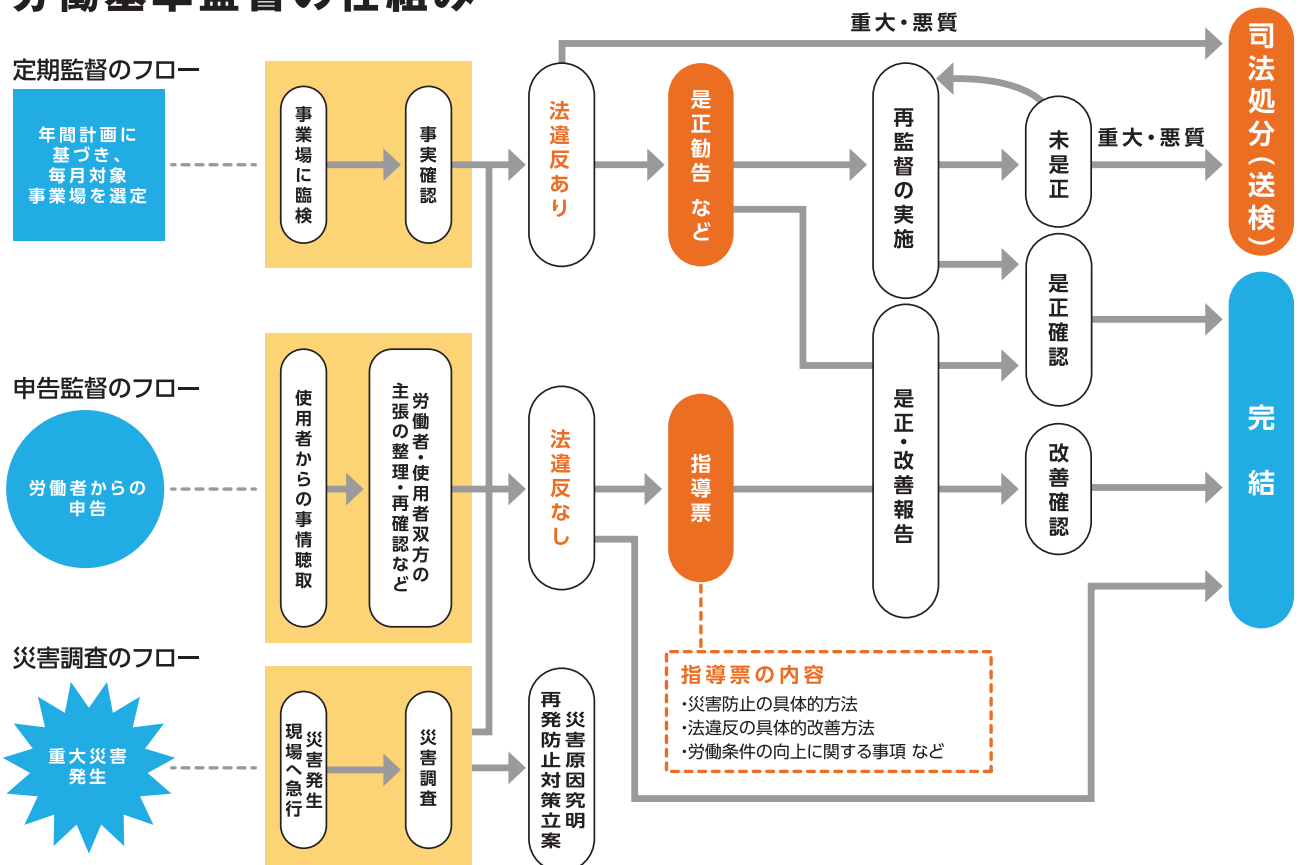 労働基準監督の仕組み
定期監督のフロー
年間計画に
基づき、
毎月対象
事業場を選定
事業場に臨検
事実確認
法違反あり
是正勧告 など
再監督の実施
未是正
重大・悪質
重大・悪質
司法処分（送検）
是正確認
申告監督のフロー
労働者からの
申告
使用者からの事情聴取
労働者・使用者双方の
主張の整理・再確認など
法違反なし
指導票
是正・改善報告
改善確認
完結
災害調査のフロー
重大災害
発生
災害発生
現場へ急行
災害調査
災害原因究明
再発防止対策立案
指導票の内容
・災害防止の具体的方法
・法違反の具体的改善方法
・労働条件の向上に関する事項 など